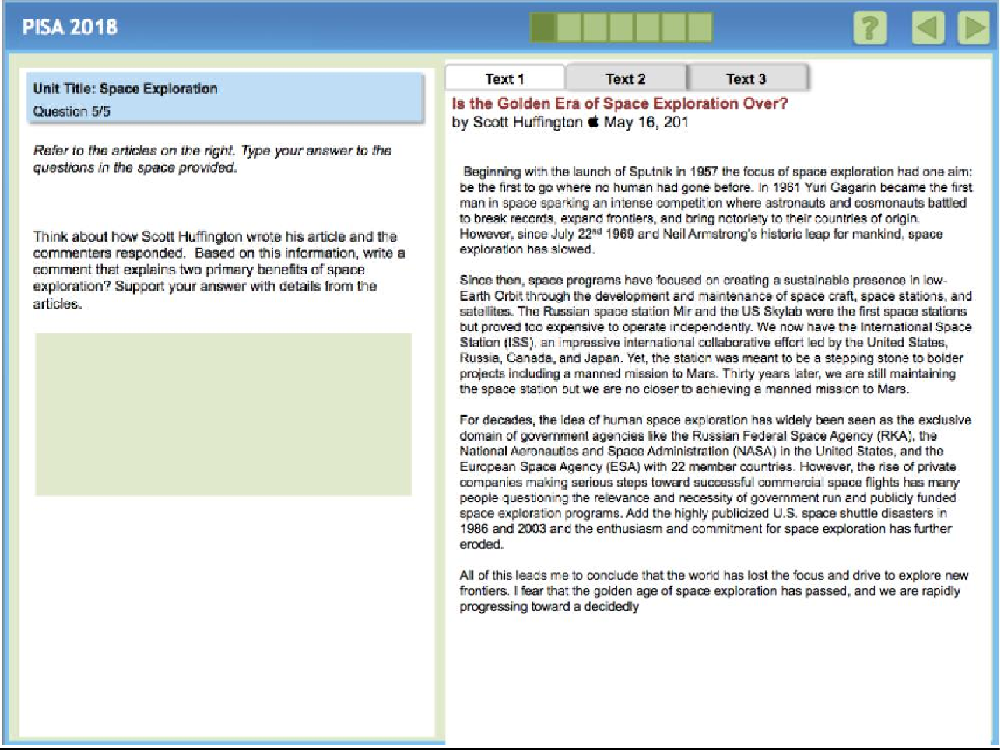 PISA 2018
?
Unit Title: Space Exploration
Question 5/5
Refer to the articles on the right. Type your answer to the
questions in the space provided.
Think about how Scott Huffington wrote his article and the
commenters responded.  Based on this information, write a
comment that explains two primary benefits of space
exploration? Support your answer with details from the
articles.
Text 1
Text 2
Text 3
Is the Golden Era of Space Exploration Over?
by Scott Huffington  May 16, 201
Beginning with the launch of Sputnik in 1957 the focus of space exploration had one aim:
be the first to go where no human had gone before. In 1961 Yuri Gagarin became the first
man in space sparking an intense competition where astronauts and cosmonauts battled
to break records, expand frontiers, and bring notoriety to their countries of origin.
However, since July 22nd 1969 and Neil Armstrong's historic leap for mankind, space
exploration has slowed.
Since then, space programs have focused on creating a sustainable presence in low-
Earth Orbit through the development and maintenance of space craft, space stations, and
satellites. The Russian space station Mir and the US Skylab were the first space stations
but proved too expensive to operate independently. We now have the International Space
Station (ISS), an impressive international collaborative effort led by the United States,
Russia, Canada, and Japan. Yet, the station was meant to be a stepping stone to bolder
projects including a manned mission to Mars. Thirty years later, we are still maintaining
the space station but we are no closer to achieving a manned mission to Mars.
For decades, the idea of human space exploration has widely been seen as the exclusive
domain of government agencies like the Russian Federal Space Agency (RKA), the
National Aeronautics and Space Administration (NASA) in the United States, and the
European Space Agency (ESA) with 22 member countries. However, the rise of private
companies making serious steps toward successful commercial space flights has many
people questioning the relevance and necessity of government run and publicly funded
space exploration programs. Add the highly publicized U.S. space shuttle disasters in
1986 and 2003 and the enthusiasm and commitment for space exploration has further
eroded.
All of this leads me to conclude that the world has lost the focus and drive to explore new
frontiers. I fear that the golden age of space exploration has passed, and we are rapidly
progressing toward a decidedly